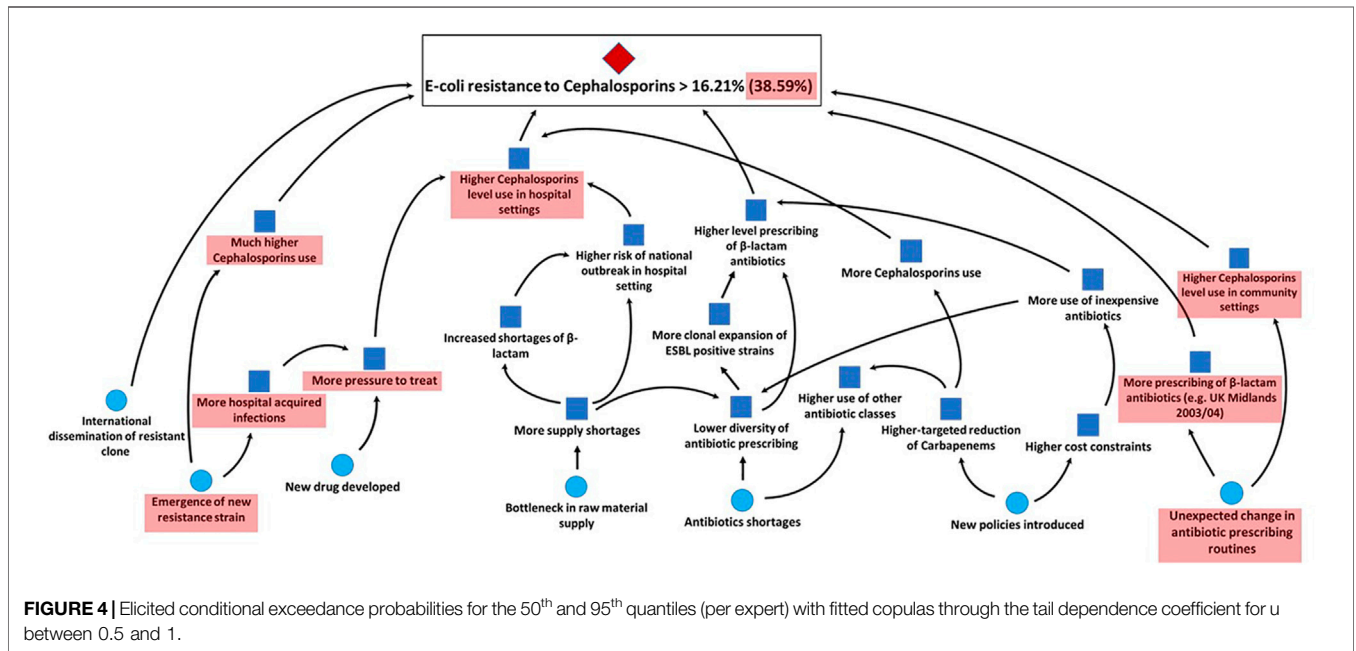 E-coli resistance to Cephalosporins > 16.21% (38.59%)
Higher Cephalosporins
level use in hospital
settings
Much higher
Cephalosporins use
Higher risk of national
outbreak in hospital
setting
Higher level prescribing
of β-lactam
antibiotics
More Cephalosporins use
More use of inexpensive
antibiotics
Higher Cephalosporins
level use in community
settings
Increased shortages of β-
lactam
More clonal expansion of
ESBL positive strains
More pressure to treat
More hospital acquired
infections
Higher use of other
antibiotic classes
More prescribing of β-lactam
antibiotics (e.g. UK Midlands
2003/04)
International
dissemination of resistant
clone
More supply shortages
Lower diversity of
antibiotic prescribing
Higher-targeted reduction
of Carbapenems
Higher cost constraints
Emergence of new
resistance strain
New drug developed
Bottleneck in raw material
supply
Antibiotics shortages
New policies introduced
Unexpected change in
antibiotic prescribing
routines
FIGURE 4 | Elicited conditional exceedance probabilities for the 50th and 95th quantiles (per expert) with fitted copulas through the tail dependence coefficient for u
between 0.5 and 1.